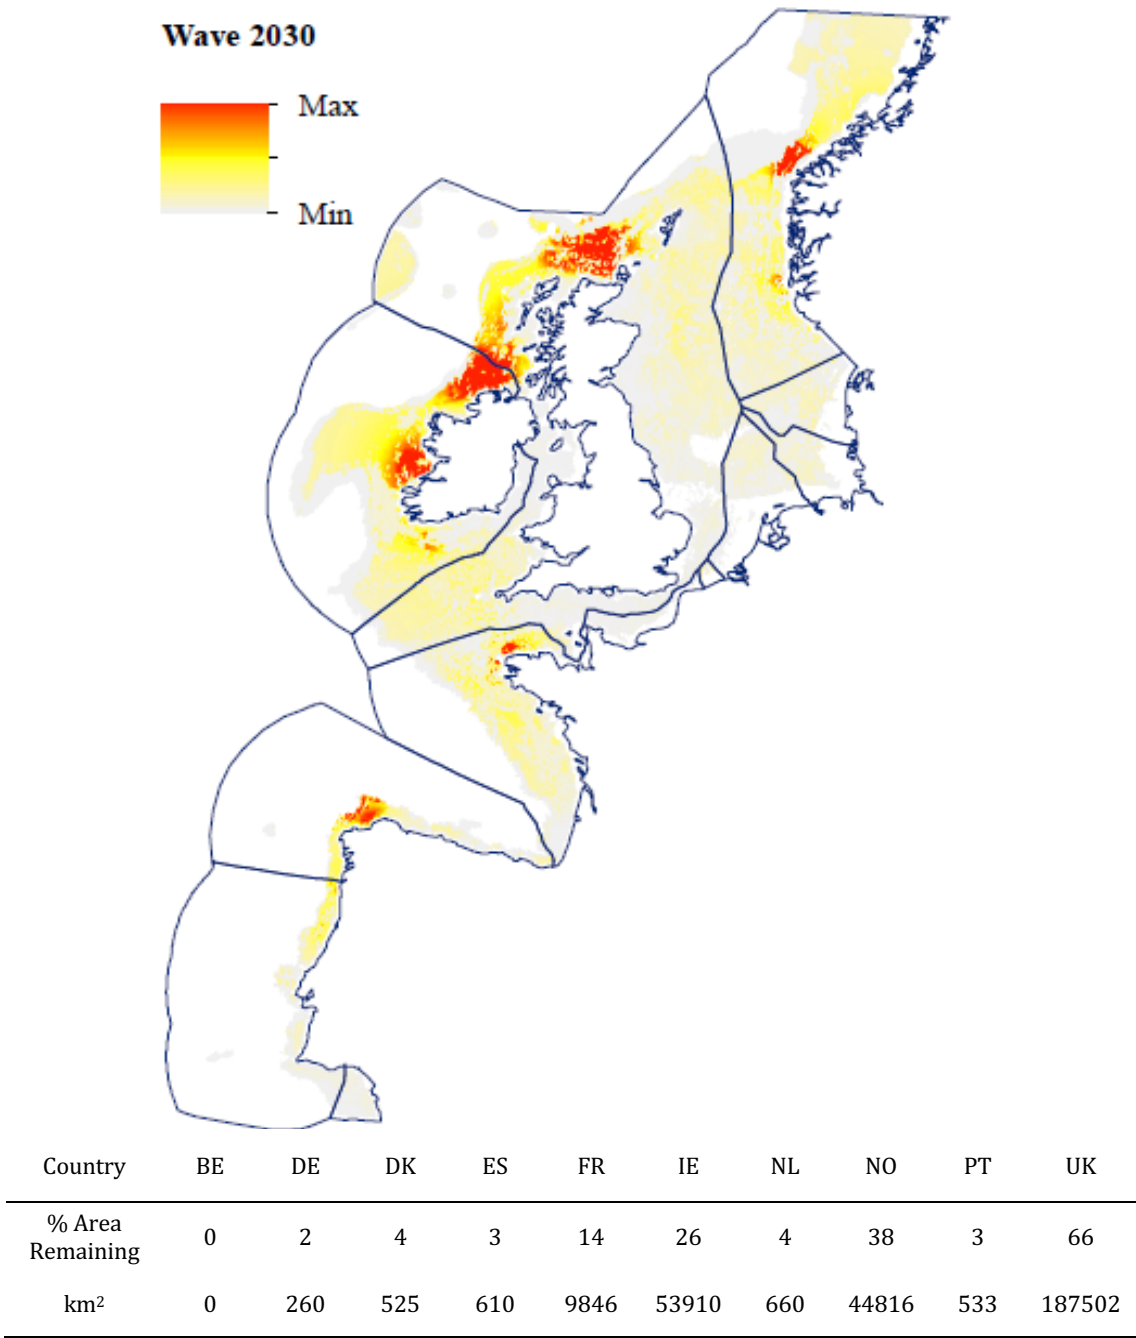 Wave 2030
Max
Min
Country BE DE DK ES FR IE NL NO PT UK
% Area
Remaining 0 2 4 3 14 26 4 38 3 66
km² 0 260 525 610 9846 53910 660 44816 533 187502